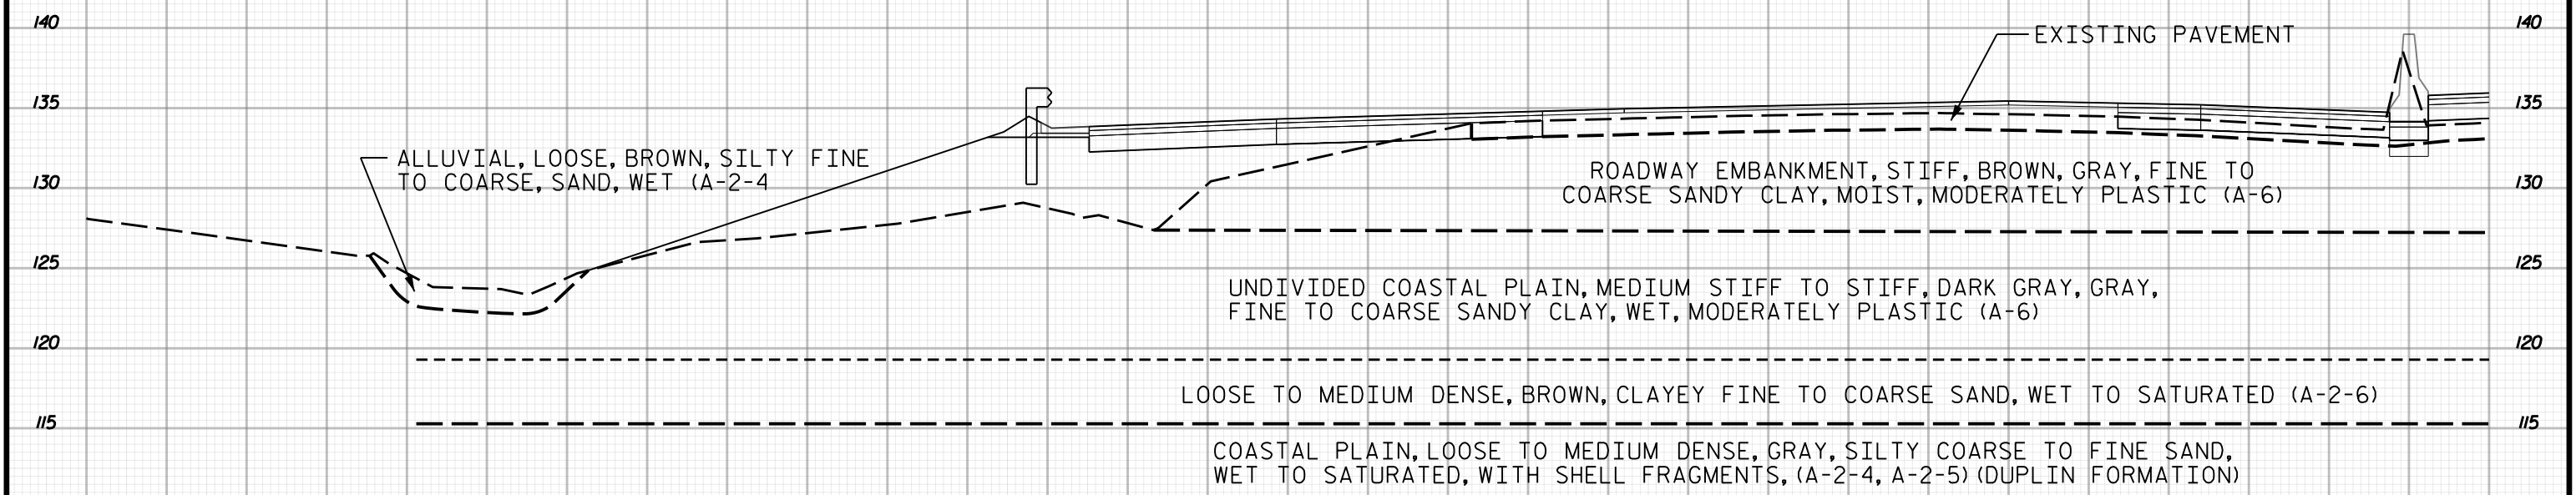 140 140
EXISTING PAVEMENT
135 135
ALLUVIAL, LOOSE, BROWN, SILTY FINE
TO COARSE, SAND, WET (A-2-4
130 130
ROADWAY EMBANKMENT, STIFF, BROWN, GRAY, FINE TO
COARSE SANDY CLAY, MOIST, MODERATELY PLASTIC (A-6)
125 125
UNDIVIDED COASTAL PLAIN, MEDIUM STIFF TO STIFF, DARK GRAY, GRAY,
FINE TO COARSE SANDY CLAY, WET, MODERATELY PLASTIC (A-6)
120 120
LOOSE TO MEDIUM DENSE, BROWN, CLAYEY FINE TO COARSE SAND, WET TO SATURATED (A-2-6)
115 115
COASTAL PLAIN, LOOSE TO MEDIUM DENSE, GRAY, SILTY COARSE TO FINE SAND,
WET TO SATURATED, WITH SHELL FRAGMENTS, (A-2-4, A-2-5) (DUPLIN FORMATION)